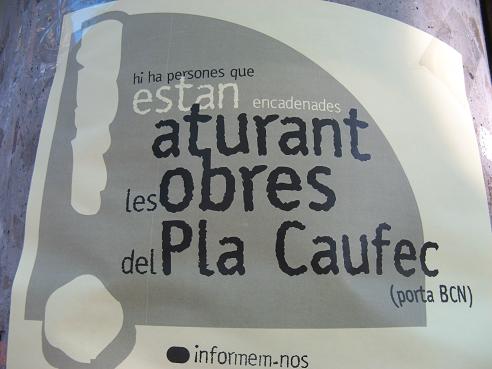 hi ha persones que
estan encadenades
aturant
les obres
del Pla Caufec
(porta BCN)
informem-nos